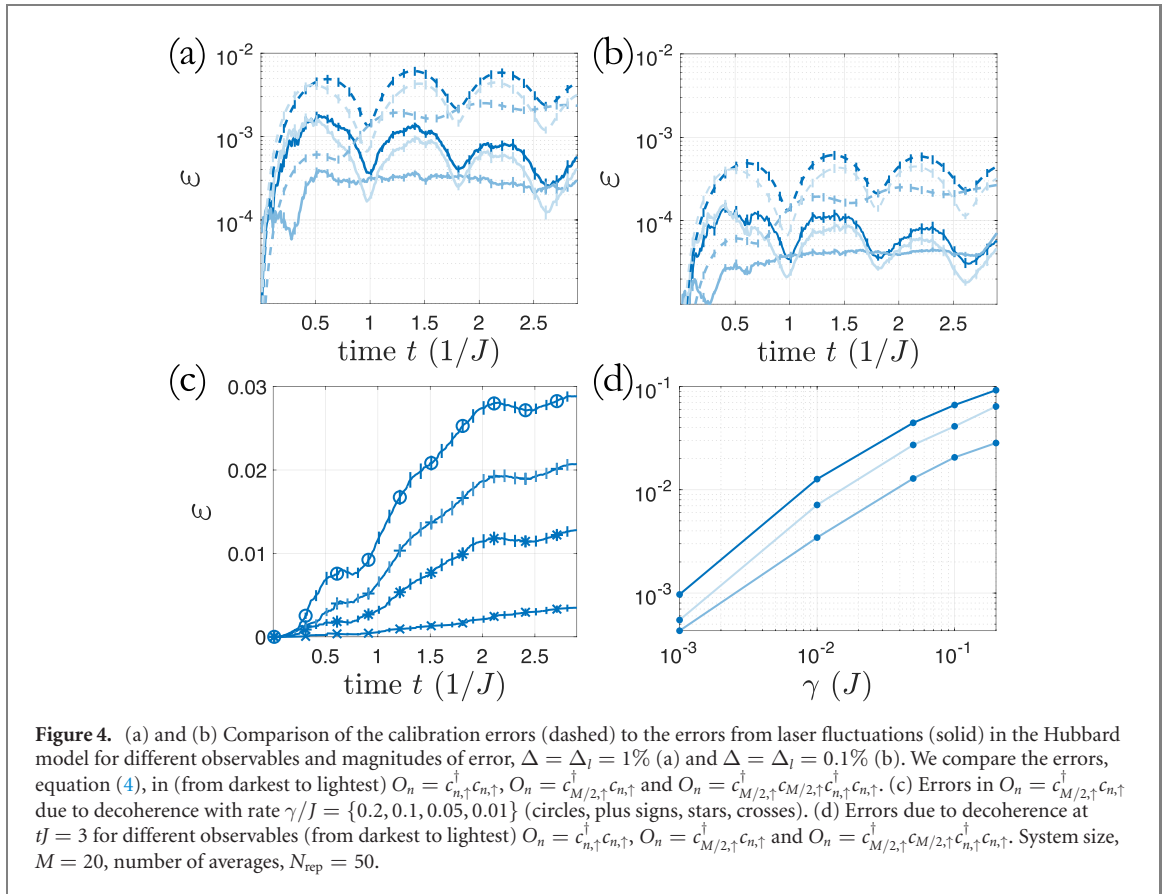 (a)
10^-2
10^-3
10^-4
ε
0.5 1 1.5 2 2.5
time t (1/J)
(b)
10^-2
10^-3
10^-4
ε
0.5 1 1.5 2 2.5
time t (1/J)
(c)
0.03
0.02
0.01
0
ε
0.5 1 1.5 2 2.5
time t (1/J)
(d)
10^-1
10^-2
10^-3
10^-3 10^-2 10^-1
γ (J)
Figure 4. (a) and (b) Comparison of the calibration errors (dashed) to the errors from laser fluctuations (solid) in the Hubbard
model for different observables and magnitudes of error, Δ = Δ_l = 1% (a) and Δ = Δ_l = 0.1% (b). We compare the errors,
equation (4), in (from darkest to lightest) O_n = c†_{n,↑}c_{n,↑}, O_n = c†_{M/2,↑}c_{n,↑} and O_n = c†_{M/2,↑}c_{M/2,↑}c†_{n,↑}c_{n,↑}. (c) Errors in O_n = c†_{M/2,↑}c_{n,↑}
due to decoherence with rate γ/J = {0.2, 0.1, 0.05, 0.01} (circles, plus signs, stars, crosses). (d) Errors due to decoherence at
tJ = 3 for different observables (from darkest to lightest) O_n = c†_{n,↑}c_{n,↑}, O_n = c†_{M/2,↑}c_{n,↑} and O_n = c†_{M/2,↑}c_{M/2,↑}c†_{n,↑}c_{n,↑}. System size,
M = 20, number of averages, N_rep = 50.